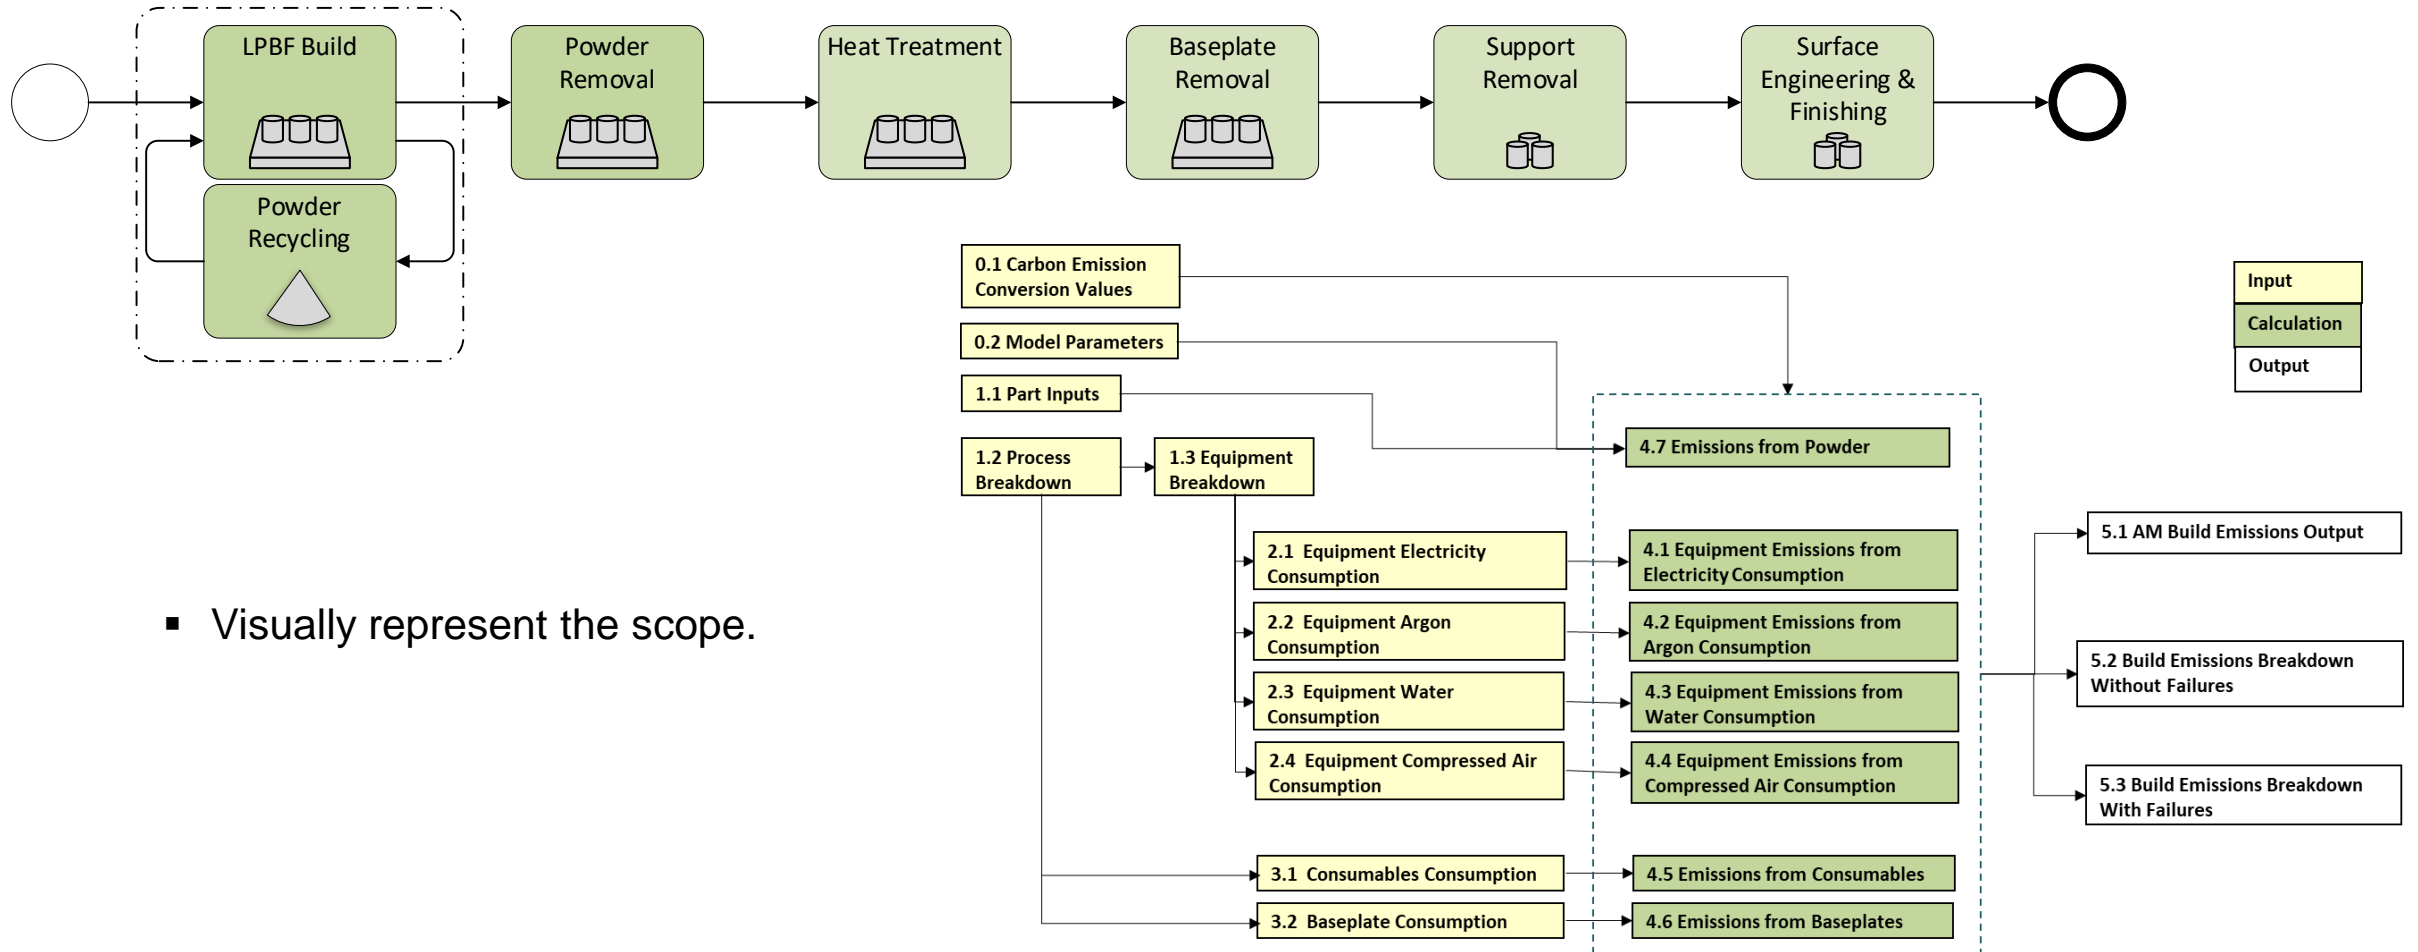 LPBF Build
Powder
Removal
Heat Treatment
Baseplate
Removal
Support
Removal
Surface
Engineering &
Finishing
Powder
Recycling
0.1 Carbon Emission
Conversion Values
0.2 Model Parameters
1.1 Part Inputs
1.2 Process
Breakdown
1.3 Equipment
Breakdown
2.1 Equipment Electricity
Consumption
2.2 Equipment Argon
Consumption
2.3 Equipment Water
Consumption
2.4 Equipment Compressed Air
Consumption
3.1 Consumables Consumption
3.2 Baseplate Consumption
4.7 Emissions from Powder
4.1 Equipment Emissions from
Electricity Consumption
4.2 Equipment Emissions from
Argon Consumption
4.3 Equipment Emissions from
Water Consumption
4.4 Equipment Emissions from
Compressed Air Consumption
4.5 Emissions from Consumables
4.6 Emissions from Baseplates
Input
Calculation
Output
5.1 AM Build Emissions Output
5.2 Build Emissions Breakdown
Without Failures
5.3 Build Emissions Breakdown
With Failures
▪ Visually represent the scope.